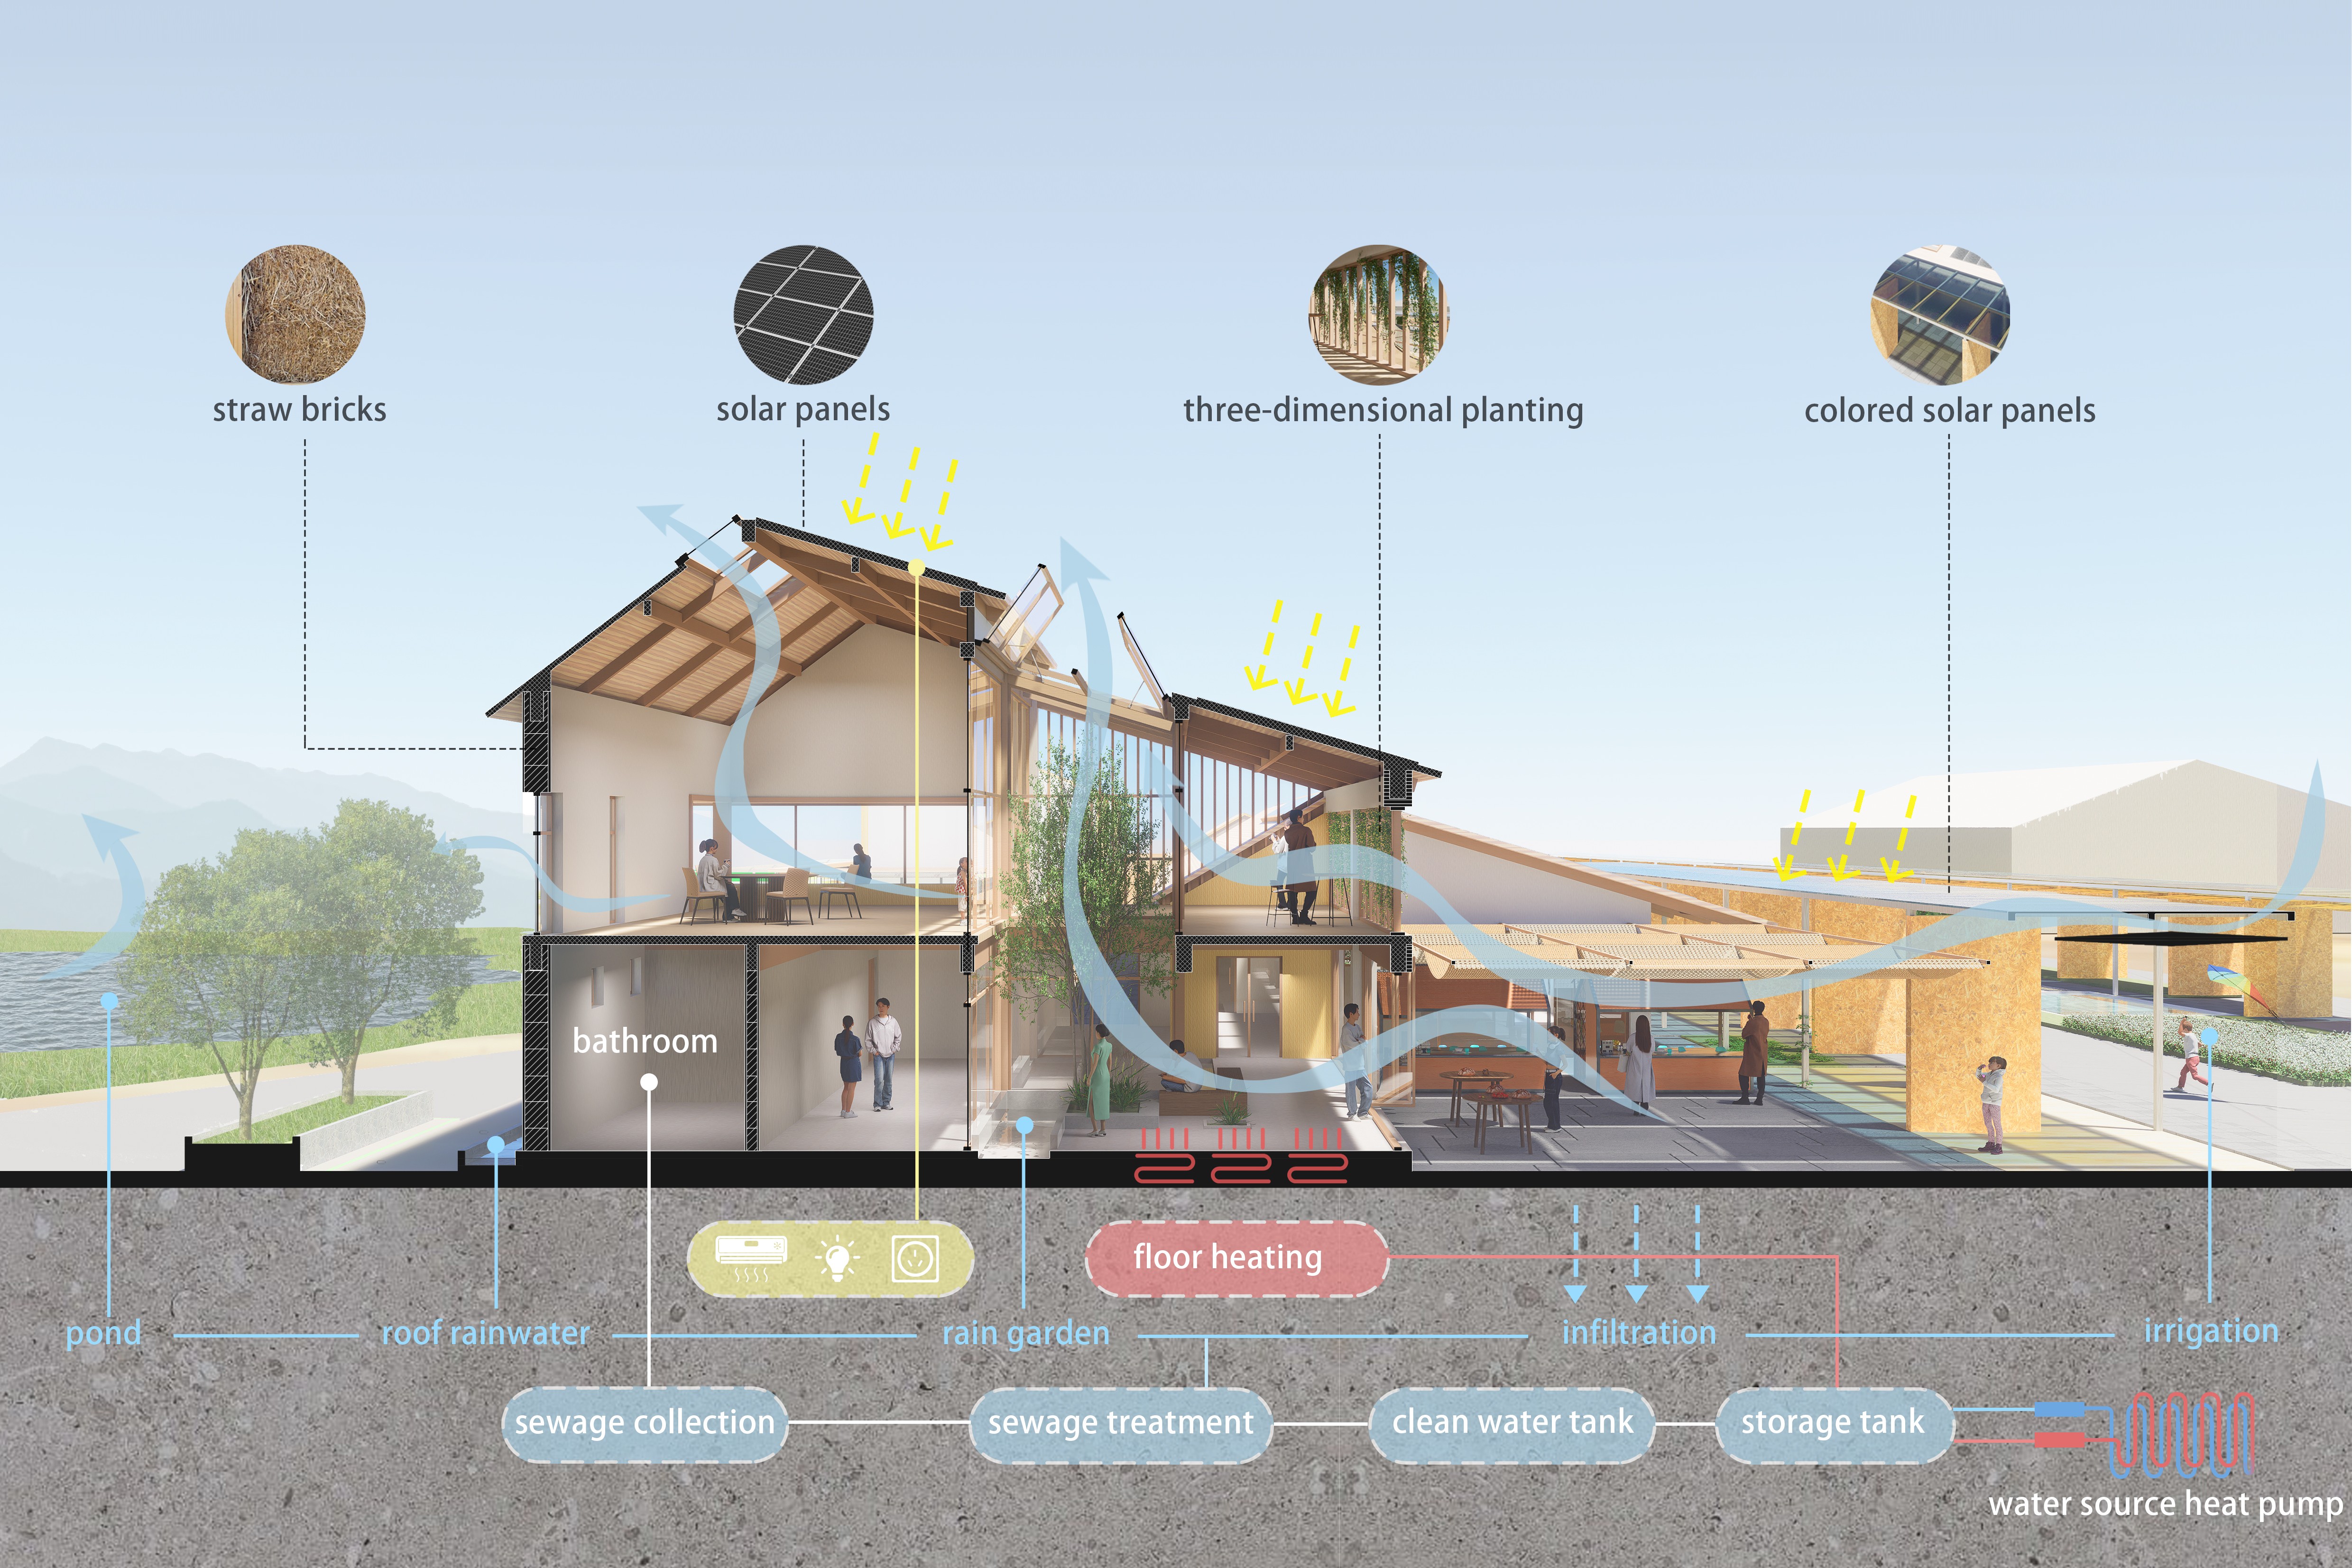 straw bricks
solar panels
three-dimensional planting
colored solar panels
bathroom
floor heating
pond
roof rainwater
rain garden
infiltration
irrigation
sewage collection
sewage treatment
clean water tank
storage tank
water source heat pump